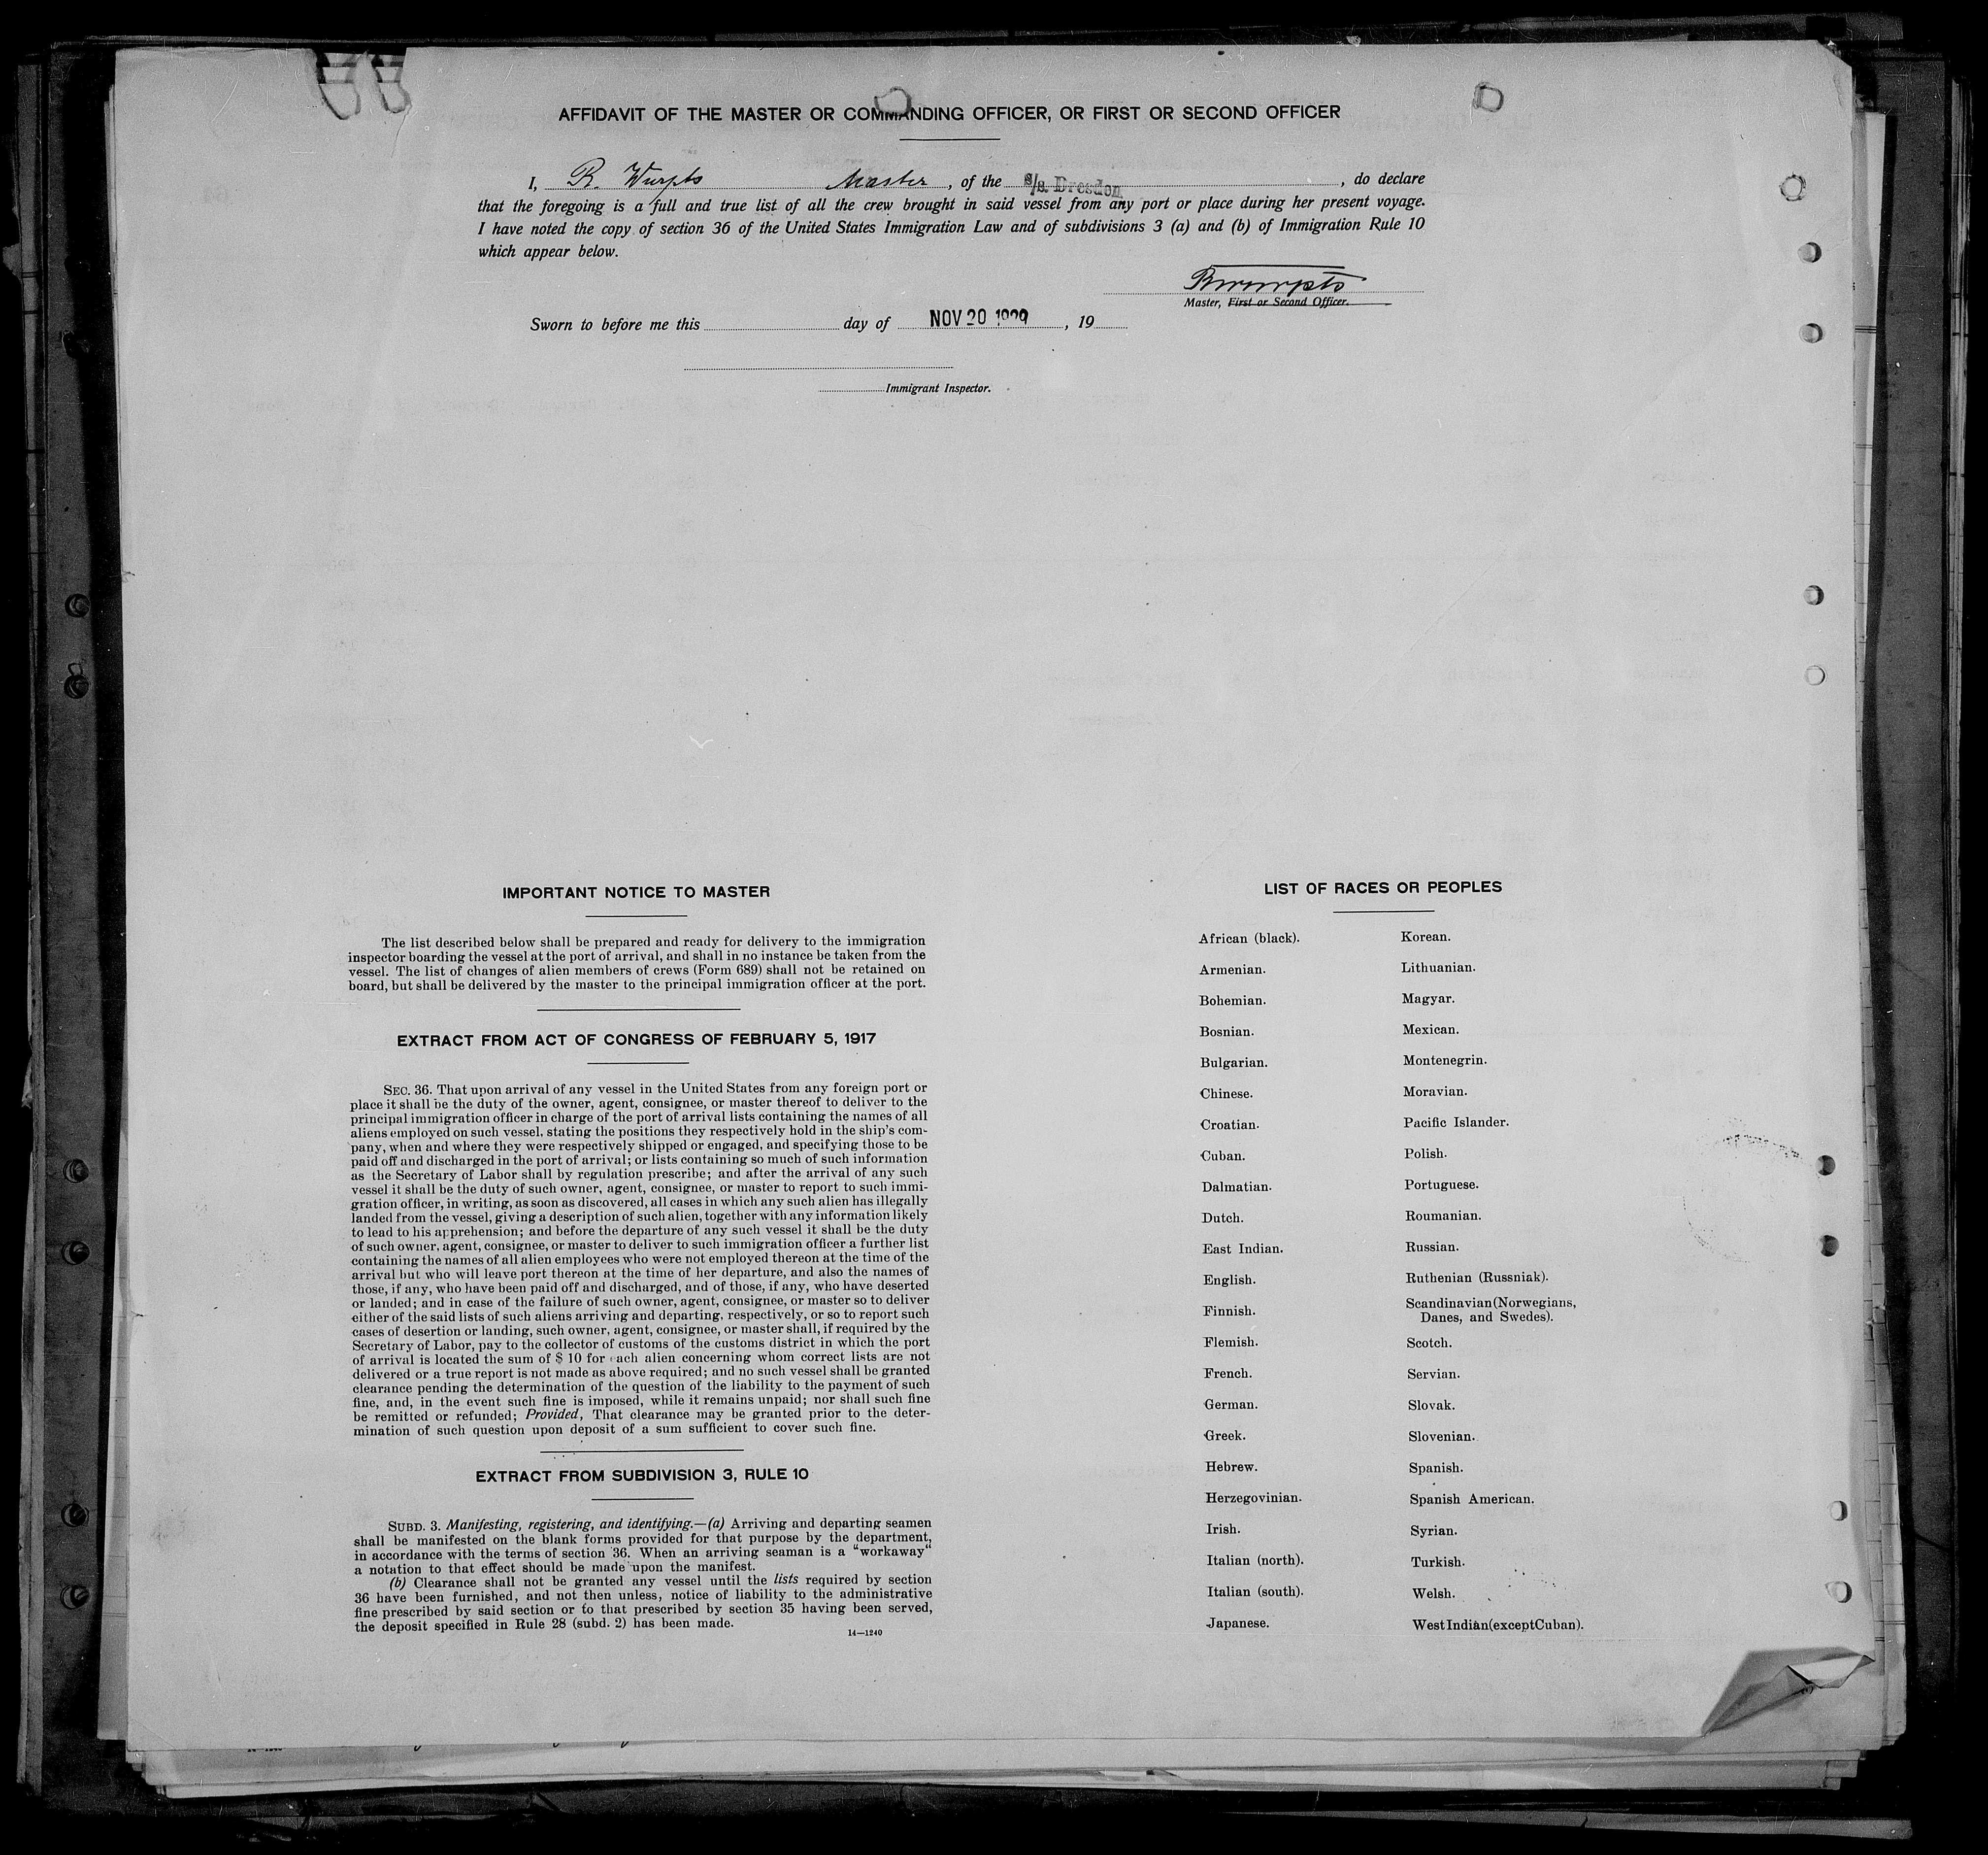 AFFIDAVIT OF THE MASTER OR COMMANDING OFFICER, OR FIRST OR SECOND OFFICER
I, R. Wurpts Master, of the S/S. Dresden, do declare
that the foregoing is a full and true list of all the crew brought in said vessel from any port or place during her present voyage.
I have noted the copy of section 36 of the United States Immigration Law and of subdivisions 3 (a) and (b) of Immigration Rule 10
which appear below.
RWurpts
Master, First or Second Officer.
Sworn to before me this day of NOV 20 1929, 19
Immigrant Inspector.
IMPORTANT NOTICE TO MASTER
The list described below shall be prepared and ready for delivery to the immigration
inspector boarding the vessel at the port of arrival, and shall in no instance be taken from the
vessel. The list of changes of alien members of crews (Form 689) shall not be retained on
board, but shall be delivered by the master to the principal immigration officer at the port.
EXTRACT FROM ACT OF CONGRESS OF FEBRUARY 5, 1917
SEC. 36. That upon arrival of any vessel in the United States from any foreign port or
place it shall be the duty of the owner, agent, consignee, or master thereof to deliver to the
principal immigration officer in charge of the port of arrival lists containing the names of all
aliens employed on such vessel, stating the positions they respectively hold in the ship's com-
pany, when and where they were respectively shipped or engaged, and specifying those to be
paid off and discharged in the port of arrival; or lists containing so much of such information
as the Secretary of Labor shall by regulation prescribe; and after the arrival of any such
vessel it shall be the duty of such owner, agent, consignee, or master to report to such immi-
gration officer, in writing, as soon as discovered, all cases in which any such alien has illegally
landed from the vessel, giving a description of such alien, together with any information likely
to lead to his apprehension; and before the departure of any such vessel it shall be the duty
of such owner, agent, consignee, or master to deliver to such immigration officer a further list
containing the names of all alien employees who were not employed thereon at the time of the
arrival but who will leave port thereon at the time of her departure, and also the names of
those, if any, who have been paid off and discharged, and of those, if any, who have deserted
or landed; and in case of the failure of such owner, agent, consignee, or master so to deliver
either of the said lists of such aliens arriving and departing, respectively, or so to report such
cases of desertion or landing, such owner, agent, consignee, or master shall, if required by the
Secretary of Labor, pay to the collector of customs of the customs district in which the port
of arrival is located the sum of $ 10 for each alien concerning whom correct lists are not
delivered or a true report is not made as above required; and no such vessel shall be granted
clearance pending the determination of the question of the liability to the payment of such
fine, and, in the event such fine is imposed, while it remains unpaid; nor shall such fine
be remitted or refunded; Provided, That clearance may be granted prior to the deter-
mination of such question upon deposit of a sum sufficient to cover such fine.
EXTRACT FROM SUBDIVISION 3, RULE 10
SUBD. 3. Manifesting, registering, and identifying.—(a) Arriving and departing seamen
shall be manifested on the blank forms provided for that purpose by the department,
in accordance with the terms of section 36. When an arriving seaman is a “workaway“
a notation to that effect should be made upon the manifest.
(b) Clearance shall not be granted any vessel until the lists required by section
36 have been furnished, and not then unless, notice of liability to the administrative
fine prescribed by said section or to that prescribed by section 35 having been served,
the deposit specified in Rule 28 (subd. 2) has been made.
14—1240
LIST OF RACES OR PEOPLES
African (black).
Armenian.
Bohemian.
Bosnian.
Bulgarian.
Chinese.
Croatian.
Cuban.
Dalmatian.
Dutch.
East Indian.
English.
Finnish.
Flemish.
French.
German.
Greek.
Hebrew.
Herzegovinian.
Irish.
Italian (north).
Italian (south).
Japanese.
Korean.
Lithuanian.
Magyar.
Mexican.
Montenegrin.
Moravian.
Pacific Islander.
Polish.
Portuguese.
Roumanian.
Russian.
Ruthenian (Russniak).
Scandinavian(Norwegians,
Danes, and Swedes).
Scotch.
Servian.
Slovak.
Slovenian.
Spanish.
Spanish American.
Syrian.
Turkish.
Welsh.
West Indian(except Cuban).